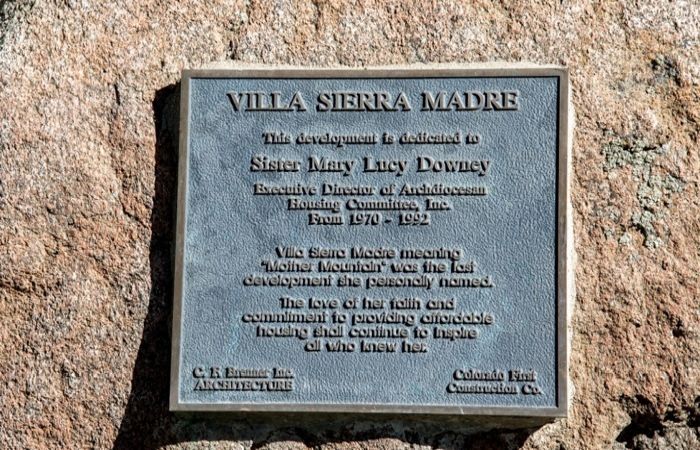 VILLA SIERRA MADRE
This development is dedicated to
Sister Mary Lucy Downey
Executive Director of Archdiocesan
Housing Committee, Inc.
From 1970 - 1992
Villa Sierra Madre meaning
"Mother Mountain" was the last
development she personally named.
The love of her faith and
commitment to providing affordable
housing shall continue to inspire
all who knew her.
C. F. Brenner Inc.
ARCHITECTURE
Colorado First
Construction Co.